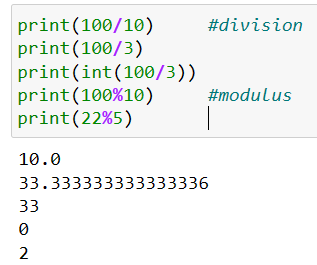 print(100/10)     #division
print(100/3)
print(int(100/3))
print(100%10)     #modulus
print(22%5)
10.0
33.333333333333336
33
0
2